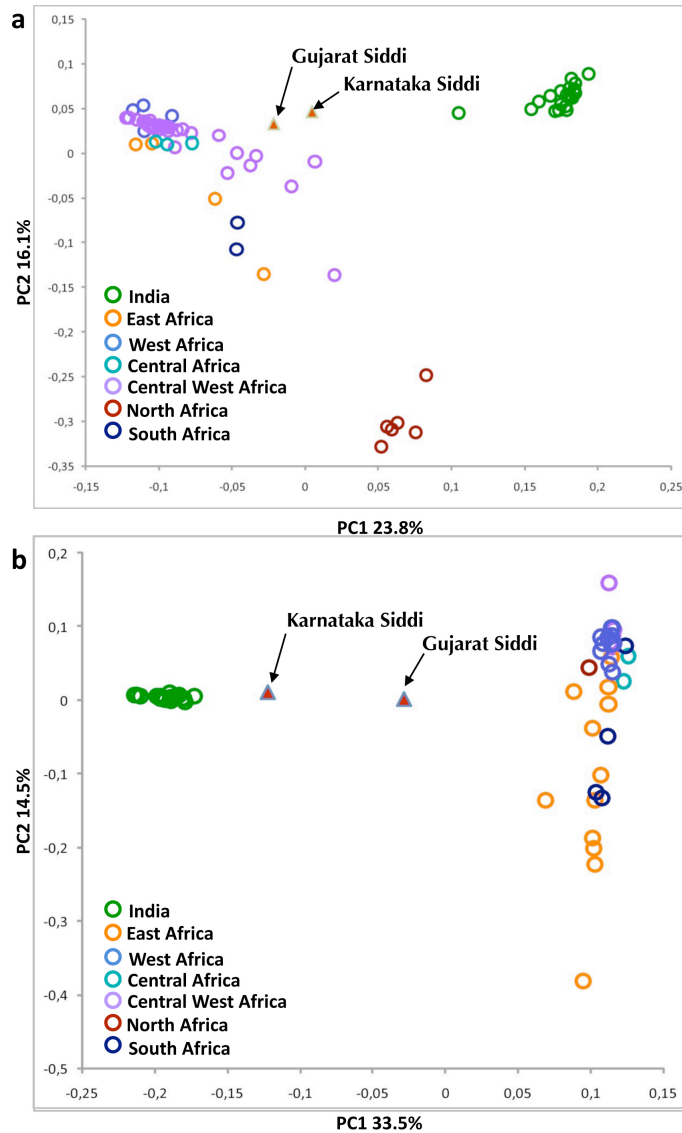 a
0,15
0,1
0,05
0
-0,05
-0,1
-0,15
-0,2
-0,25
-0,3
-0,35
PC2 16.1%
Gujarat Siddi
Karnataka Siddi
India
East Africa
West Africa
Central Africa
Central West Africa
North Africa
South Africa
-0,15 -0,1 -0,05 0 0,05 0,1 0,15 0,2 0,25
PC1 23.8%
b
0,2
0,1
0
-0,1
-0,2
-0,3
-0,4
-0,5
PC2 14.5%
Karnataka Siddi
Gujarat Siddi
India
East Africa
West Africa
Central Africa
Central West Africa
North Africa
South Africa
-0,25 -0,2 -0,15 -0,1 -0,05 0 0,05 0,1 0,15
PC1 33.5%